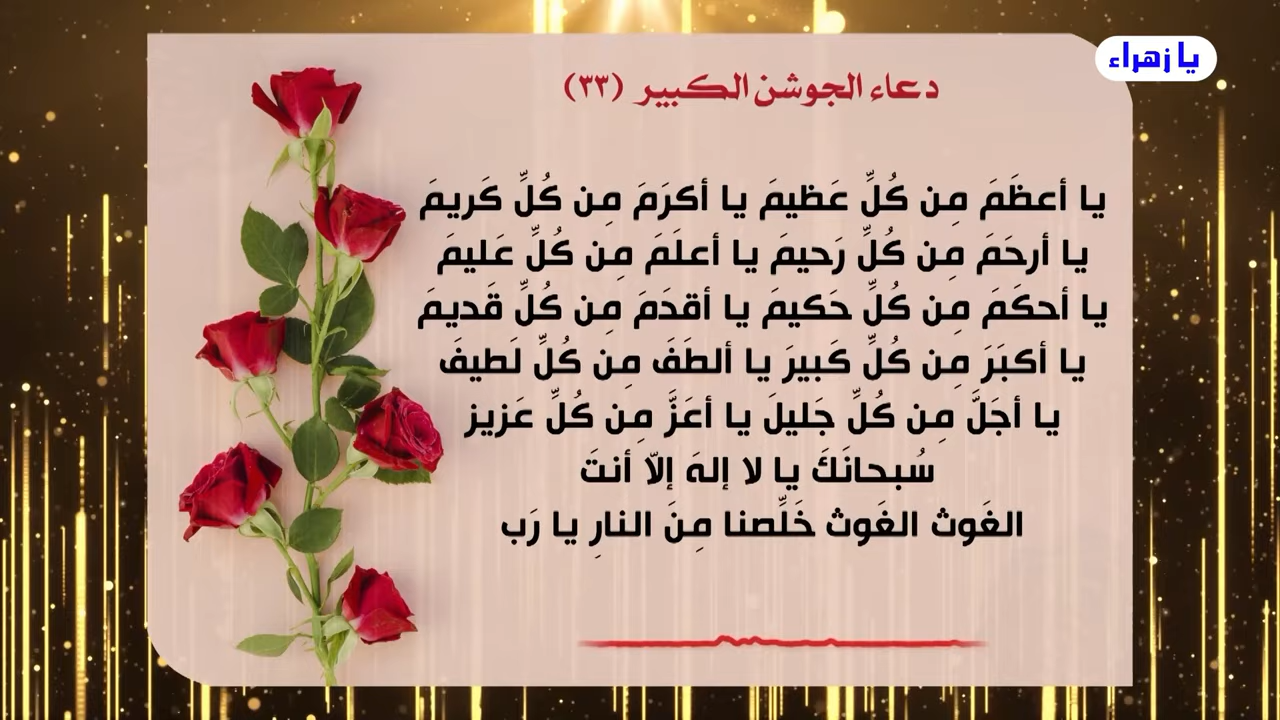 يا زهراء
دعاء الجوشن الكبير (٣٣)
يا أعظَمَ مِن كُلِّ عَظيمَ يا أكرَمَ مِن كُلِّ كَريمَ
يا أرحَمَ مِن كُلِّ رَحيمَ يا أعلَمَ مِن كُلِّ عَليمَ
يا أحكَمَ مِن كُلِّ حَكيمَ يا أقدَمَ مِن كُلِّ قَديمَ
يا أكبَرَ مِن كُلِّ كَبيرَ يا ألطَفَ مِن كُلِّ لَطيفَ
يا أجَلَّ مِن كُلِّ جَليلَ يا أعَزَّ مِن كُلِّ عَزيز
سُبحانَكَ يا لا إلهَ إلاّ أنتَ
الغَوث الغَوث خَلِّصنا مِنَ النارِ يا رَب